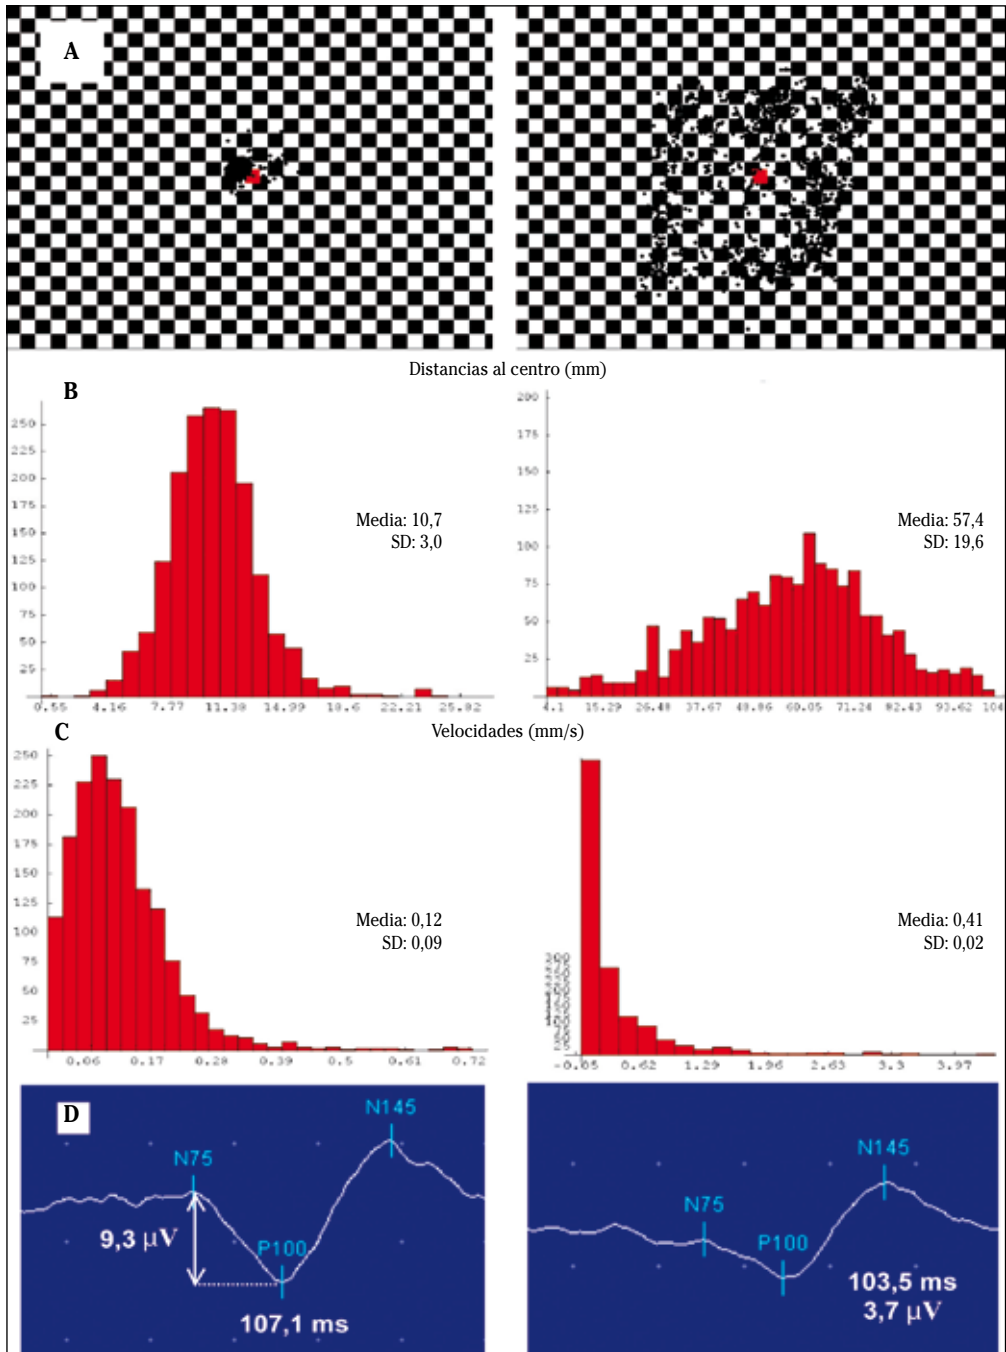 A
Distancias al centro (mm)
B
250
225
200
175
150
125
100
75
50
25
0,55 4.16 7.77 11.38 14.99 18.6 22.21 25.82
Media: 10,7
SD: 3,0
200
175
150
125
100
75
50
25
4.1 15.29 26.48 37.67 48.86 60.05 71.24 82.43 93.62 104
Media: 57,4
SD: 19,6
C
Velocidades (mm/s)
250
225
200
175
150
125
100
75
50
25
0.06 0.17 0.28 0.39 0.5 0.61 0.72
Media: 0,12
SD: 0,09
-0.05 0.62 1.29 1.96 2.63 3.3 3.97
Media: 0,41
SD: 0,02
D
N75
N145
P100
9,3 µV
107,1 ms
N75
N145
P100
103,5 ms
3,7 µV